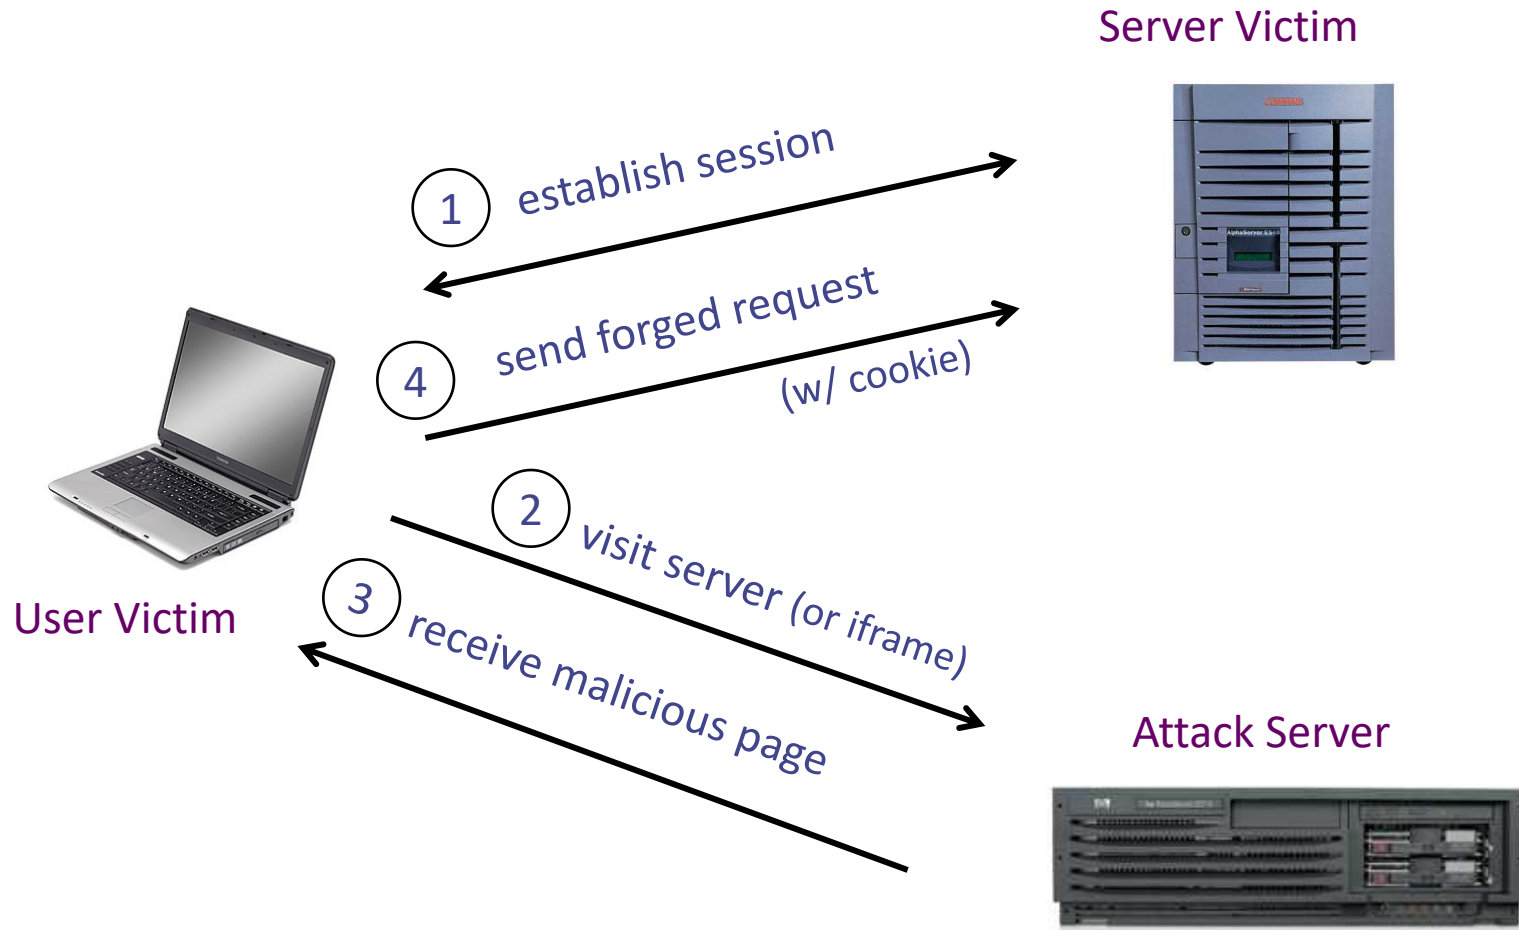 Server Victim
1 establish session
4 send forged request
(w/ cookie)
2 visit server (or iframe)
User Victim
3 receive malicious page
Attack Server